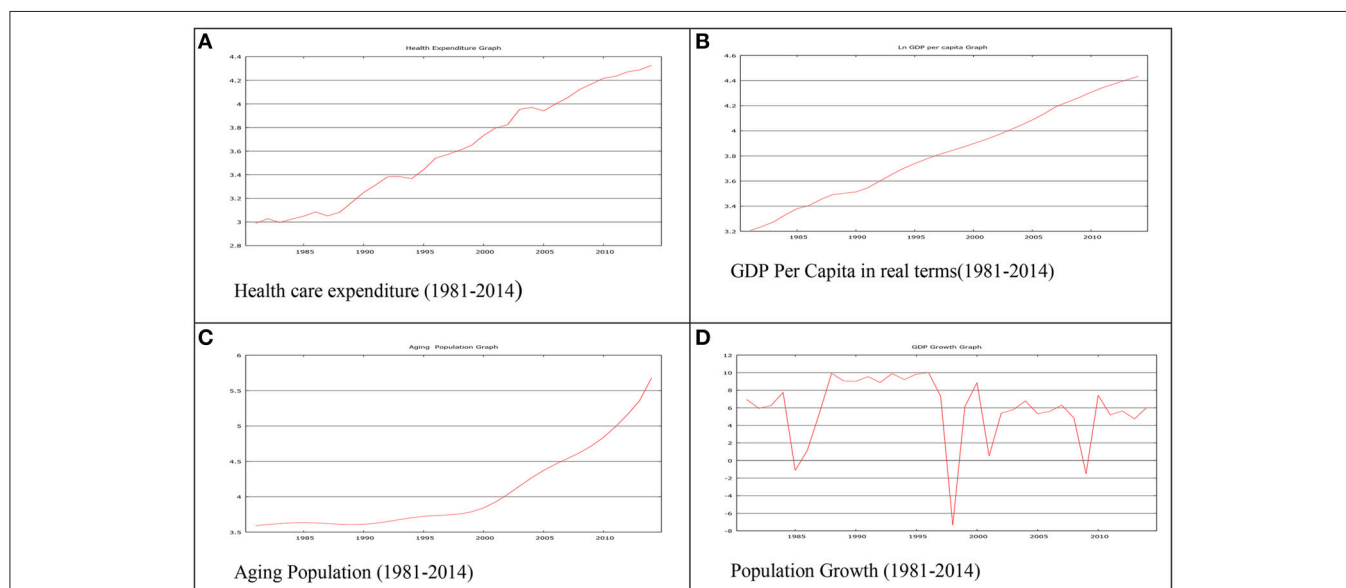 A
Health Expenditure Graph
4.4
4.2
4
3.8
3.6
3.4
3.2
3
2.8
1985 1990 1995 2000 2005 2010
Health care expenditure (1981-2014)
B
Ln GDP per capita Graph
4.6
4.4
4.2
4
3.8
3.6
3.4
3.2
1985 1990 1995 2000 2005 2010
GDP Per Capita in real terms(1981-2014)
C
Aging Population Graph
6
5.5
5
4.5
4
3.5
1985 1990 1995 2000 2005 2010
Aging Population (1981-2014)
D
GDP Growth Graph
10
8
6
4
2
0
-2
-4
-6
-8
1985 1990 1995 2000 2005 2010
Population Growth (1981-2014)